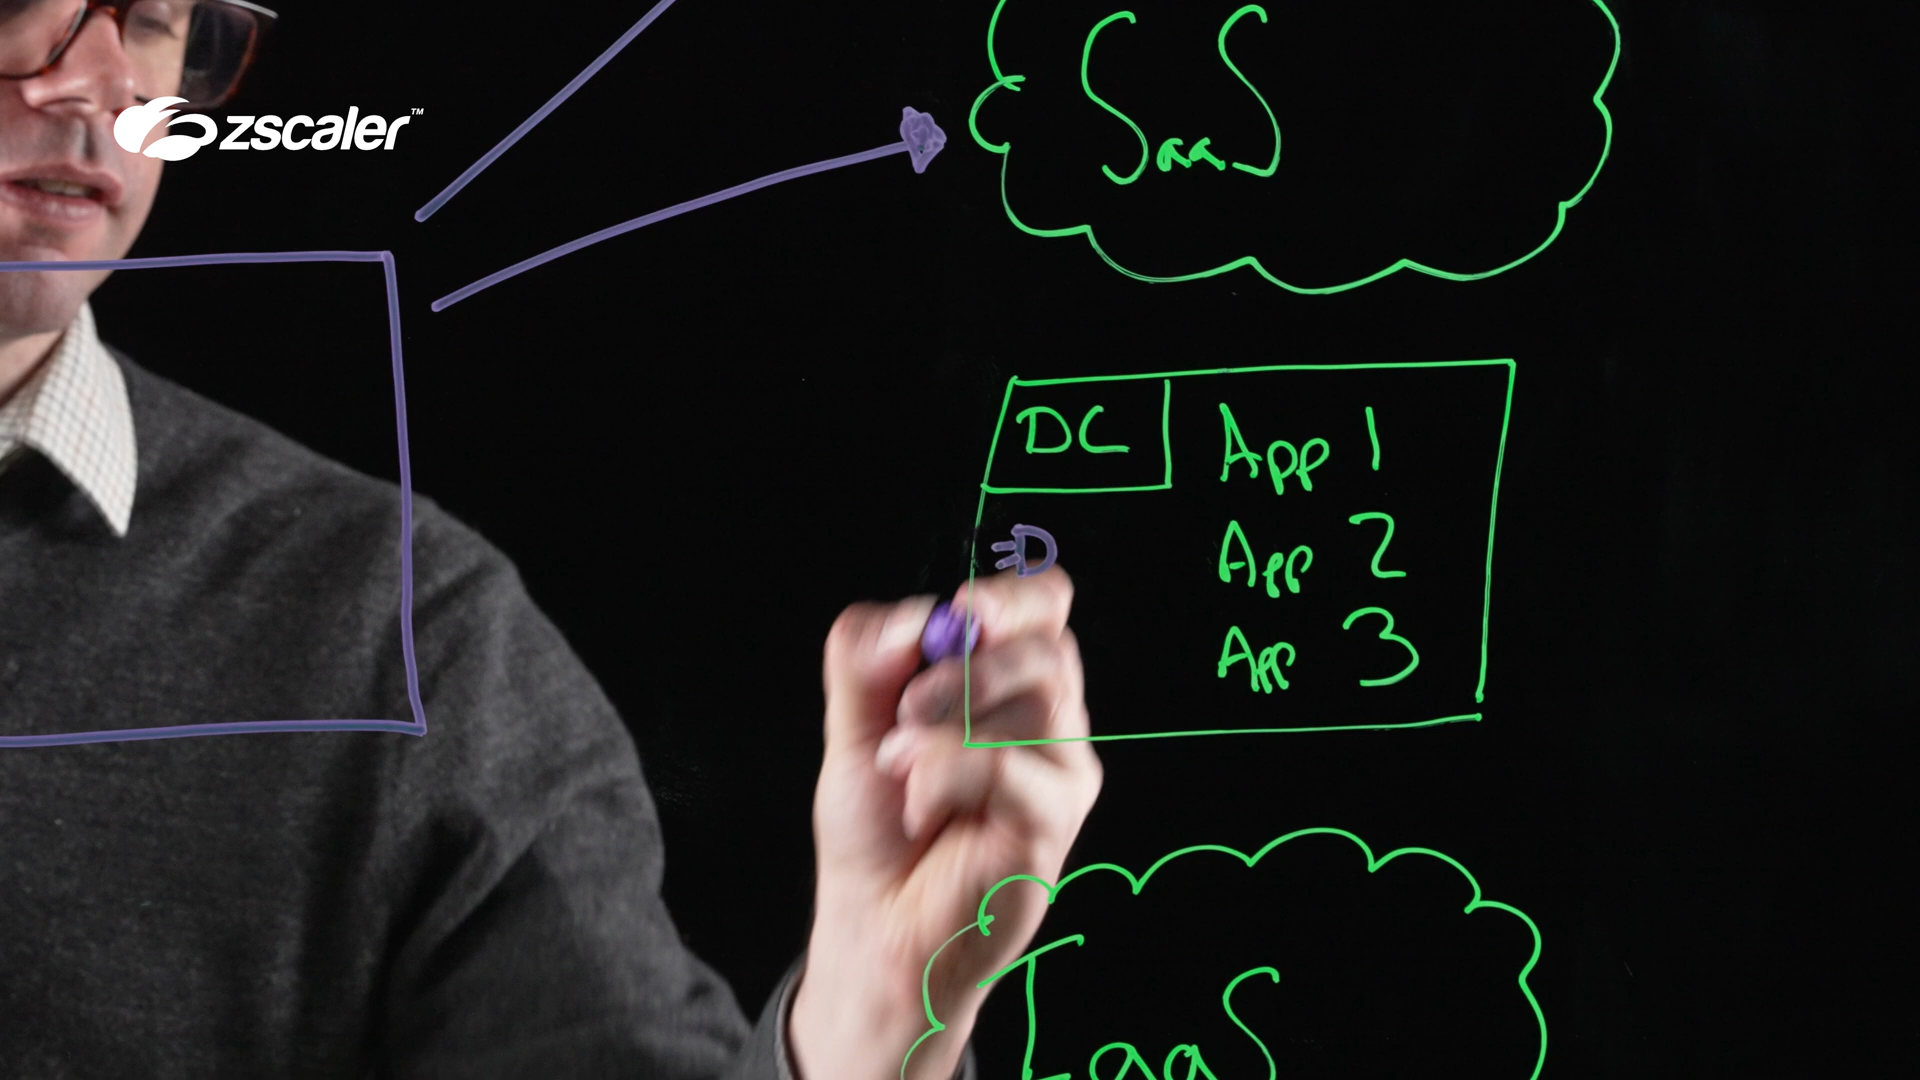 SaaS
zscaler™
DC
App 1
App 2
App 3
IaaS